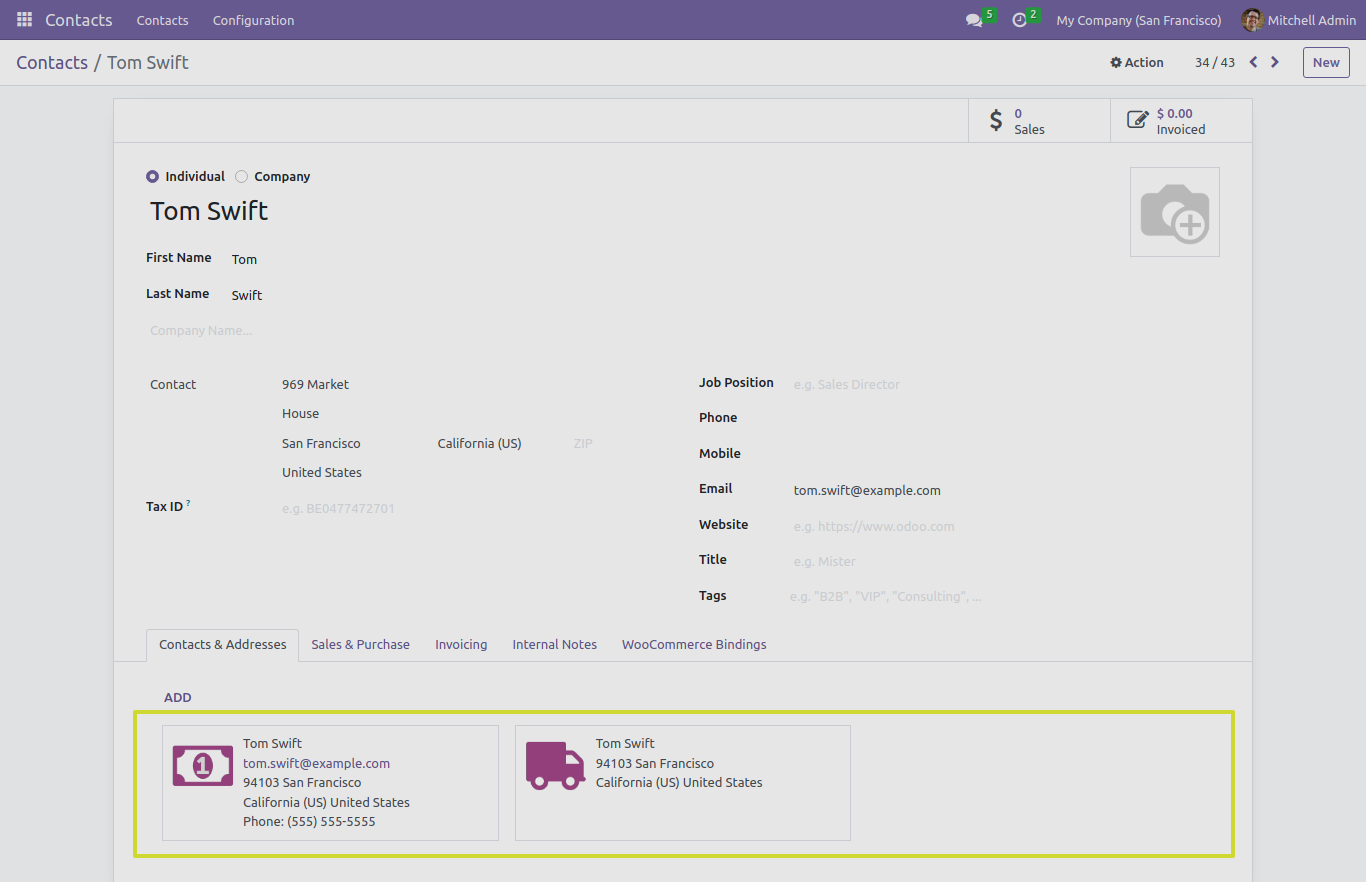 Contacts Contacts Configuration 5 2 My Company (San Francisco) Mitchell Admin
Contacts / Tom Swift Action 34 / 43 New
0
Sales
$ 0.00
Invoiced
Individual Company
Tom Swift
First Name Tom
Last Name Swift
Company Name...
Contact 969 Market
House
San Francisco California (US) ZIP
United States
Tax ID ? e.g. BE0477472701
Job Position e.g. Sales Director
Phone
Mobile
Email tom.swift@example.com
Website e.g. https://www.odoo.com
Title e.g. Mister
Tags e.g. "B2B", "VIP", "Consulting", ...
Contacts & Addresses Sales & Purchase Invoicing Internal Notes WooCommerce Bindings
ADD
1
Tom Swift
tom.swift@example.com
94103 San Francisco
California (US) United States
Phone: (555) 555-5555
Tom Swift
94103 San Francisco
California (US) United States